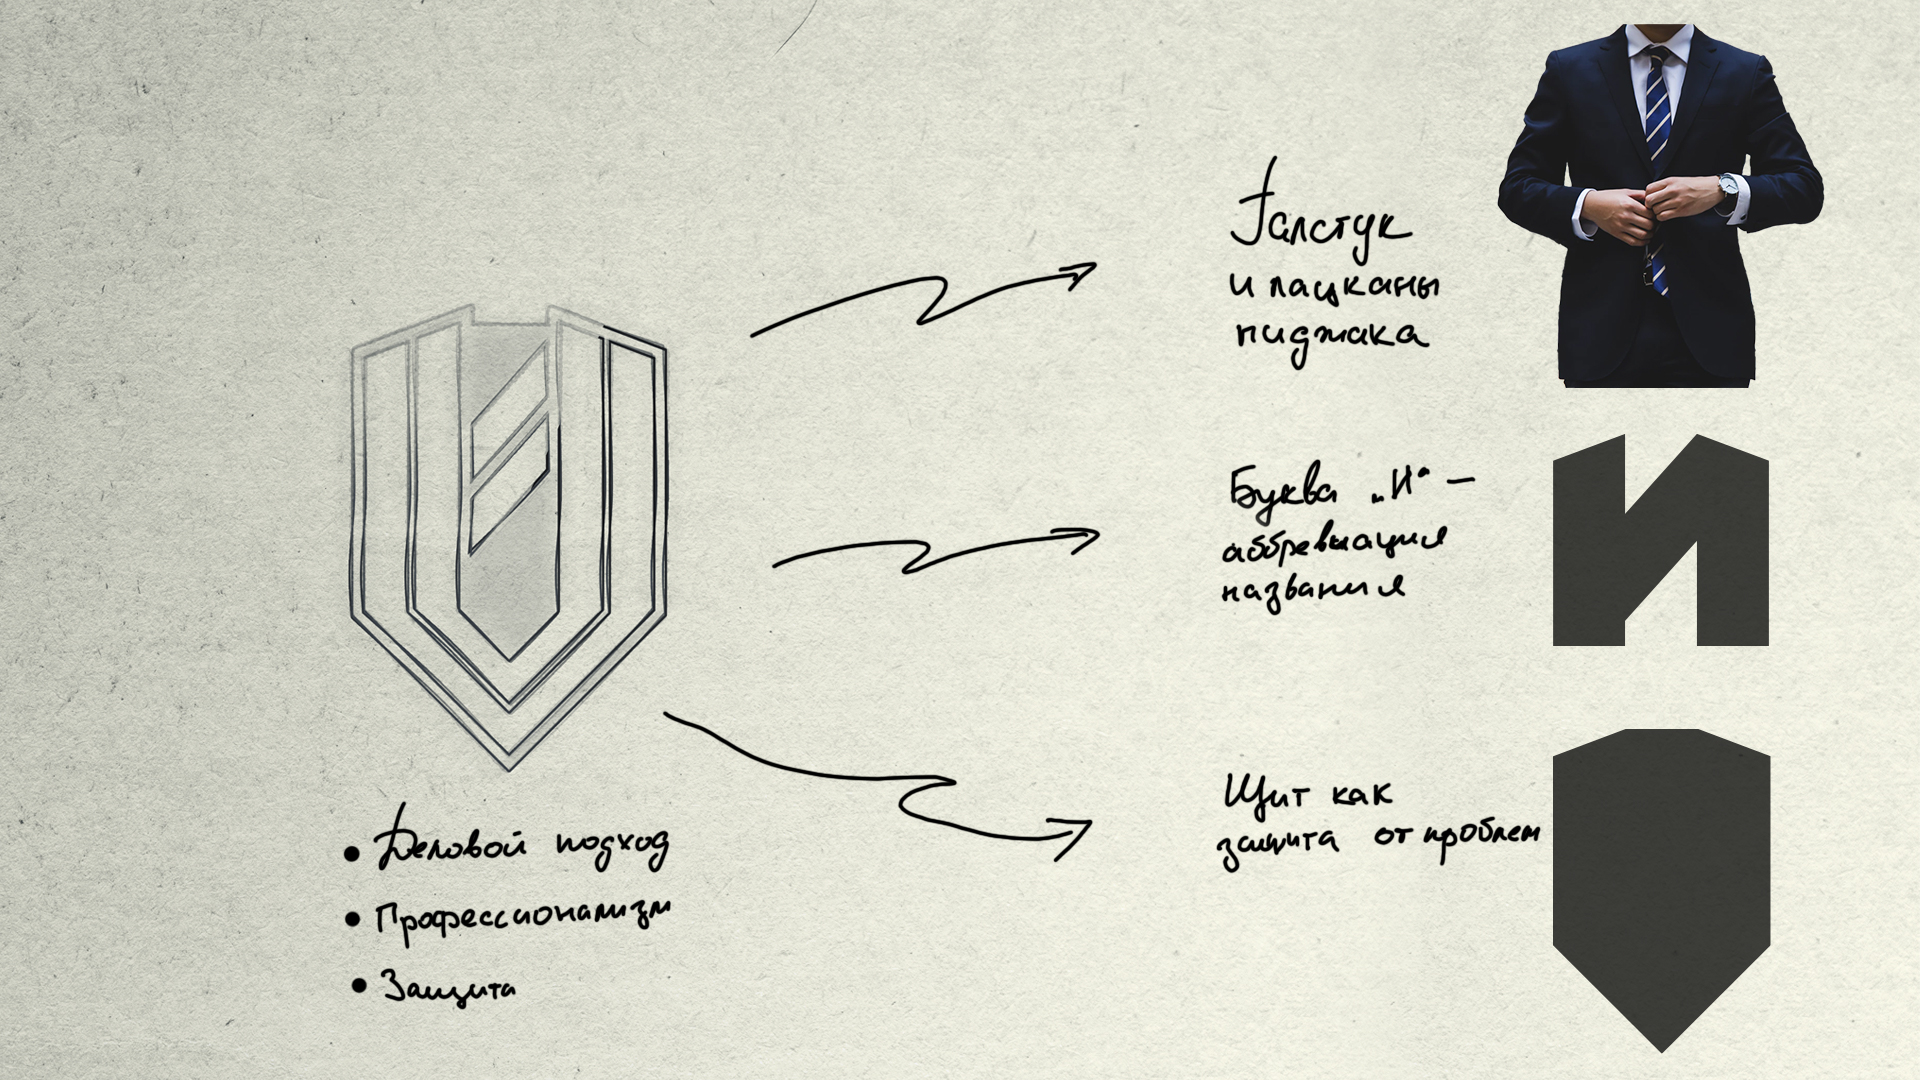 Галстук
и лацканы
пиджака
Буква „И“ —
аббревиация
названия
Щит как
защита от проблем
• Деловой подход
• Профессионализм
• Защита
И